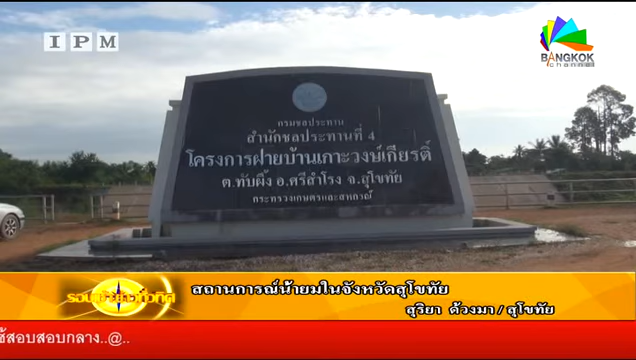 IPM
BANGKOK
channel
กรมชลประทาน
สำนักชลประทานที่ 4
โครงการฝายบ้านเกาะวงษ์เกียรติ์
ต.ทับผึ้ง อ.ศรีสำโรง จ.สุโขทัย
กระทรวงเกษตรและสหกรณ์
สถานการณ์น้ำยมในจังหวัดสุโขทัย
สุริยา ด้วงมา / สุโขทัย
สอบสอบกลาง..@..